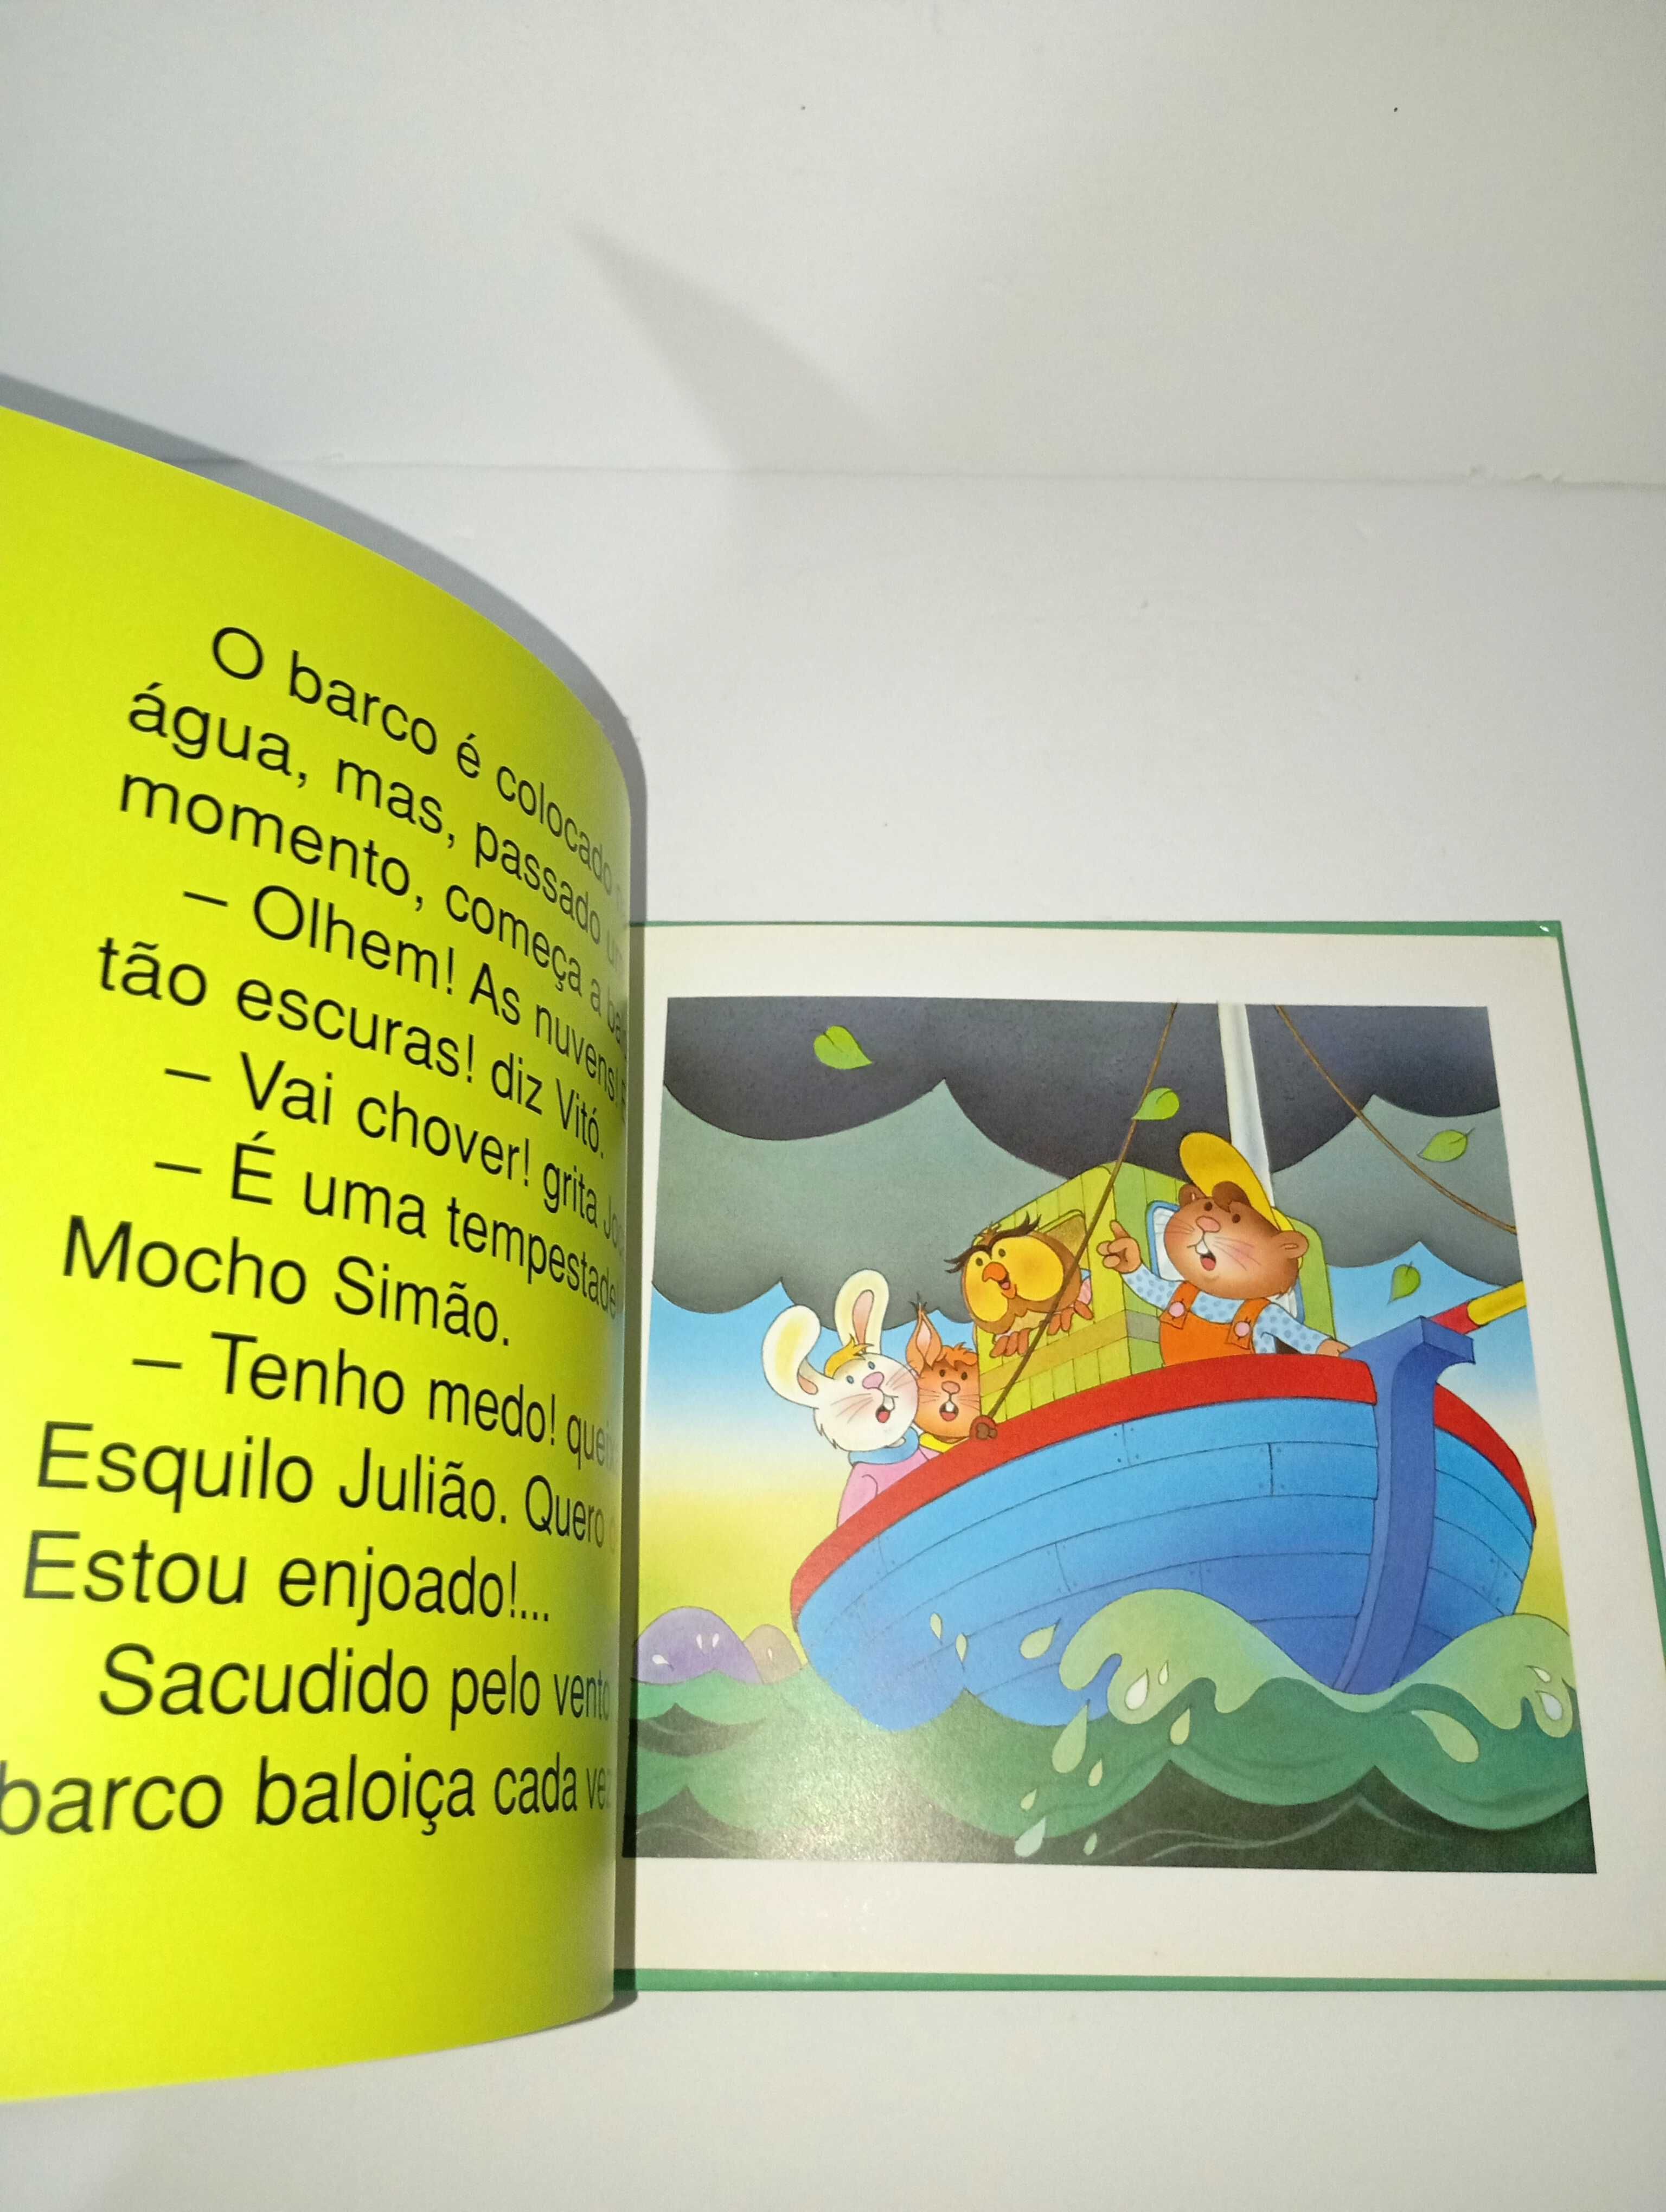 O barco é colocado
água, mas, passado um
momento, começa a
– Olhem! As nuvens!
tão escuras! diz Vitó.
– Vai chover! grita
– É uma tempestade
Mocho Simão.
– Tenho medo!
Esquilo Julião. Quero
Estou enjoado!...
Sacudido pelo vento
barco baloiça cada